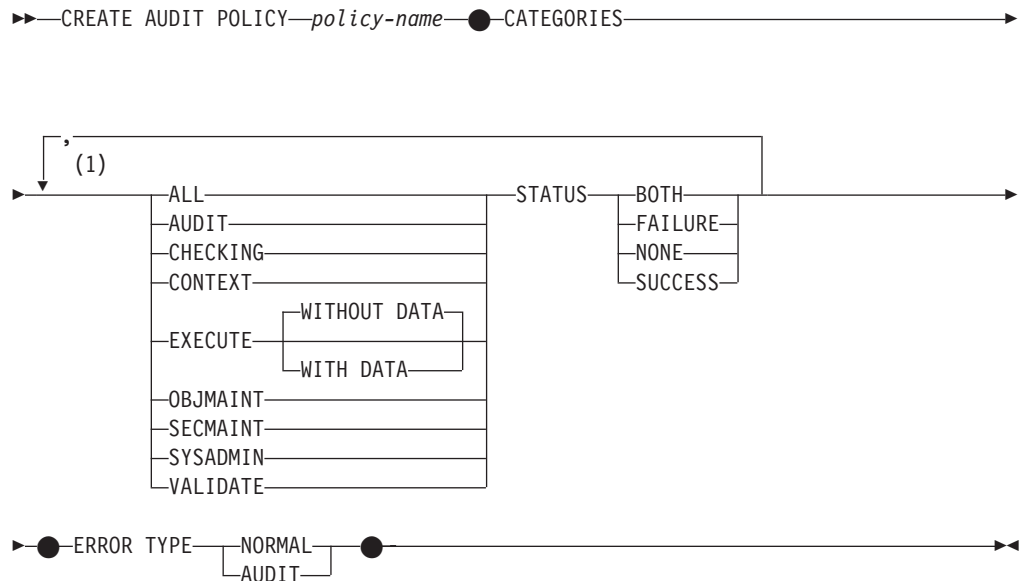 CREATE AUDIT POLICY policy-name CATEGORIES
,
(1)
ALL STATUS BOTH
AUDIT FAILURE
CHECKING NONE
CONTEXT SUCCESS
WITHOUT DATA
EXECUTE
WITH DATA
OBJMAINT
SECMAINT
SYSADMIN
VALIDATE
ERROR TYPE NORMAL
AUDIT